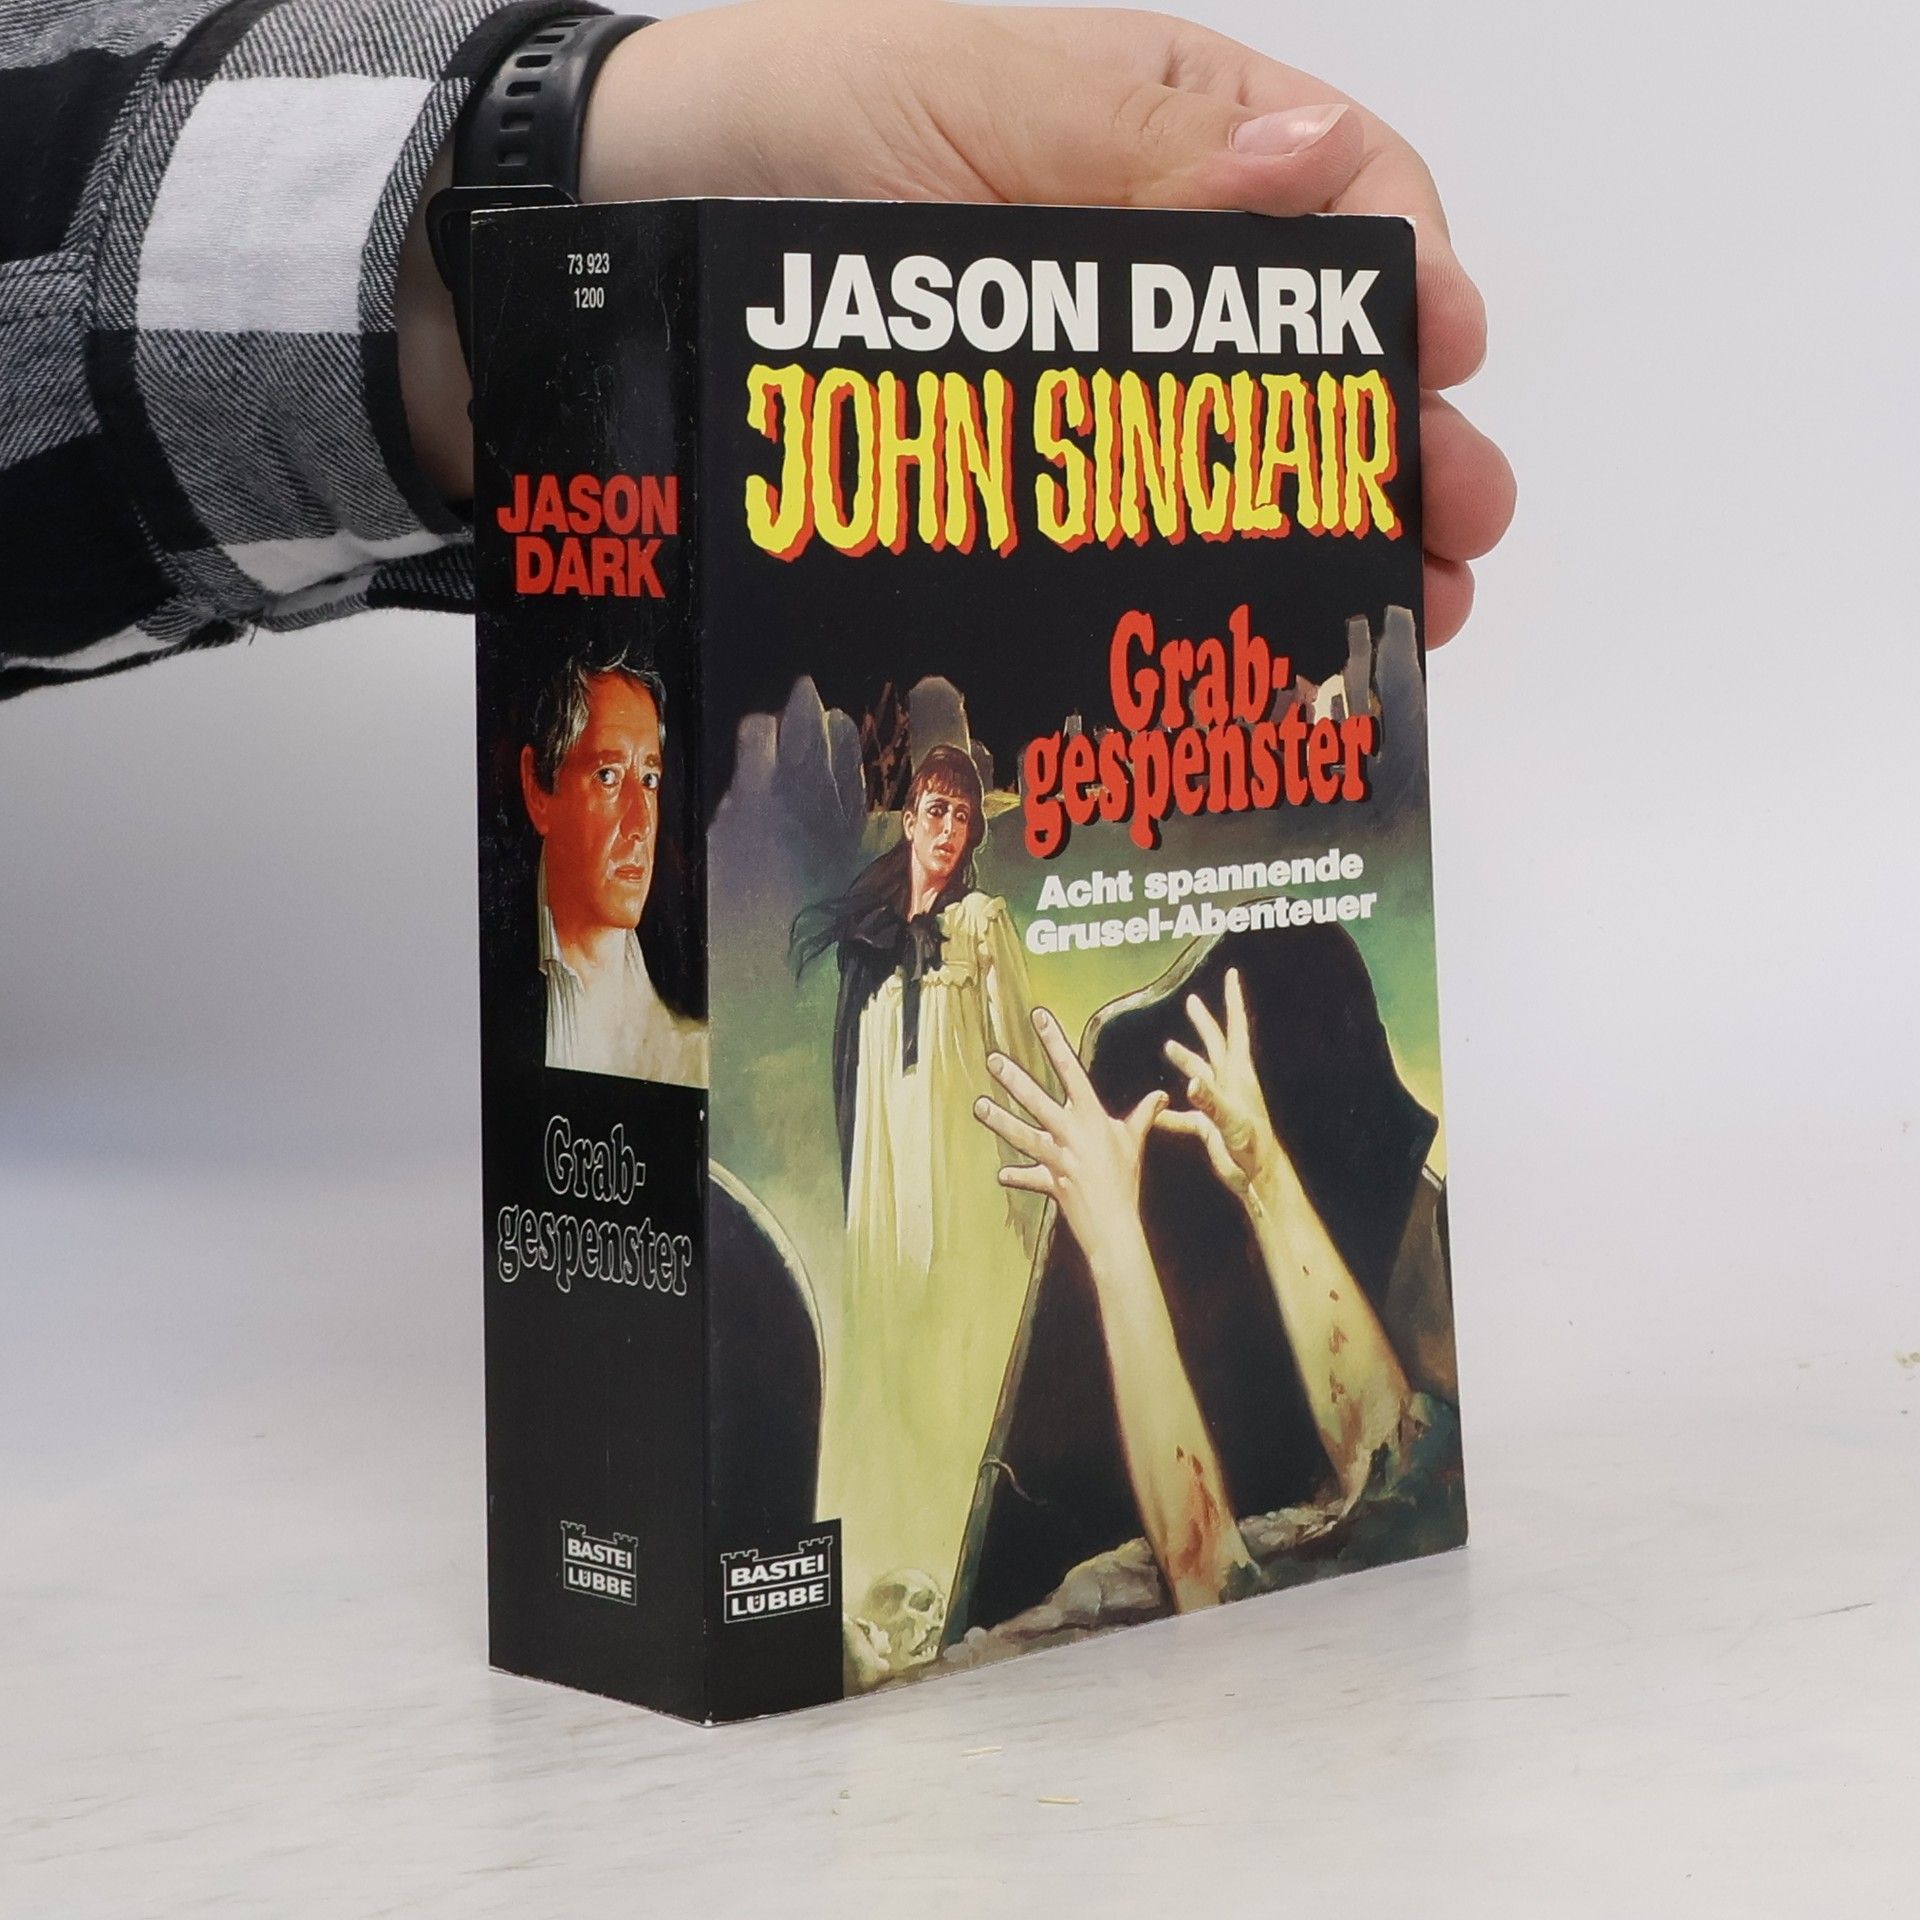 73 923
1200
JASON
DARK
Grab-
gespenster
BASTEI
LÜBBE
JASON DARK
JOHN SINCLAIR
Grab-
gespenster
Acht spannende
Grusel-Abenteuer
BASTEI
LÜBBE